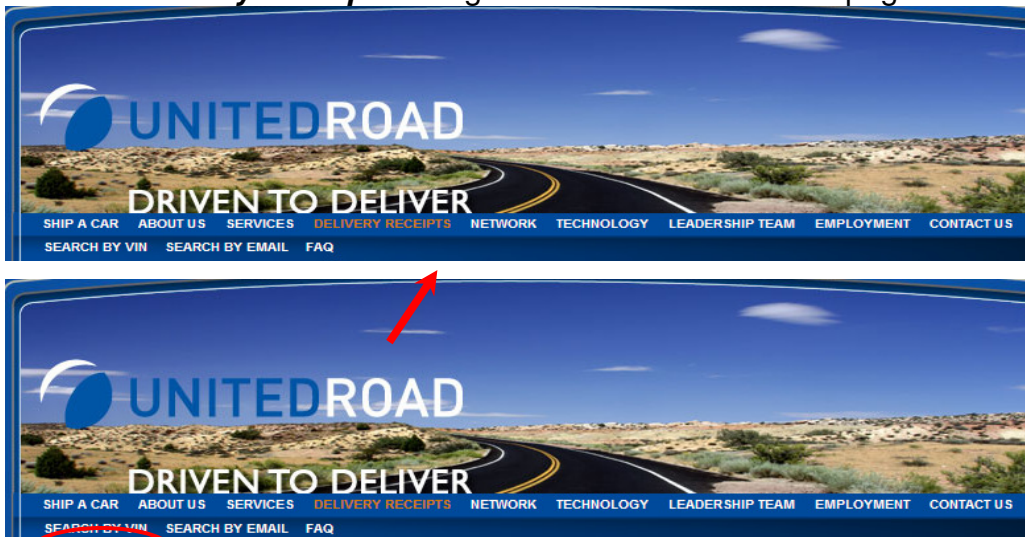 UNITEDROAD
DRIVEN TO DELIVER
SHIP A CAR ABOUT US SERVICES DELIVERY RECEIPTS NETWORK TECHNOLOGY LEADERSHIP TEAM EMPLOYMENT CONTACT US
SEARCH BY VIN SEARCH BY EMAIL FAQ
UNITEDROAD
DRIVEN TO DELIVER
SHIP A CAR ABOUT US SERVICES DELIVERY RECEIPTS NETWORK TECHNOLOGY LEADERSHIP TEAM EMPLOYMENT CONTACT US
SEARCH BY VIN SEARCH BY EMAIL FAQ